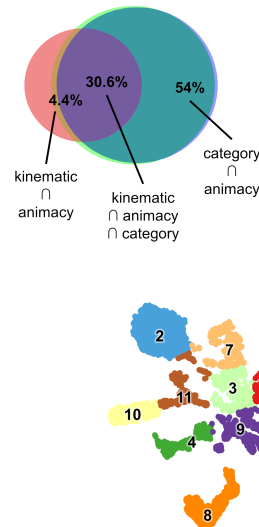 30.6%
54%
4.4%
kinematic
∩
animacy
kinematic
∩ animacy
∩ category
category
∩
animacy
2
7
3
11
10
4
9
8